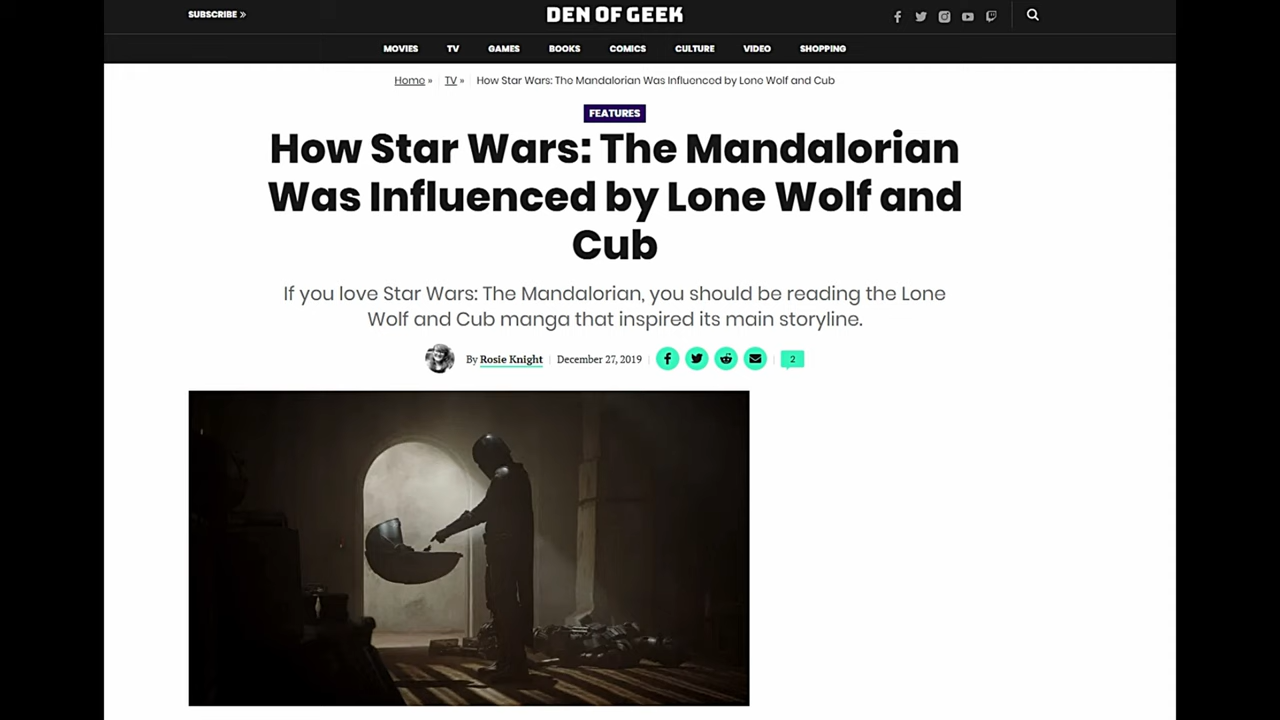 SUBSCRIBE »
DEN OF GEEK
MOVIES TV GAMES BOOKS COMICS CULTURE VIDEO SHOPPING
Home » TV » How Star Wars: The Mandalorian Was Influenced by Lone Wolf and Cub
FEATURES
How Star Wars: The Mandalorian
Was Influenced by Lone Wolf and
Cub
If you love Star Wars: The Mandalorian, you should be reading the Lone
Wolf and Cub manga that inspired its main storyline.
By Rosie Knight December 27, 2019 2